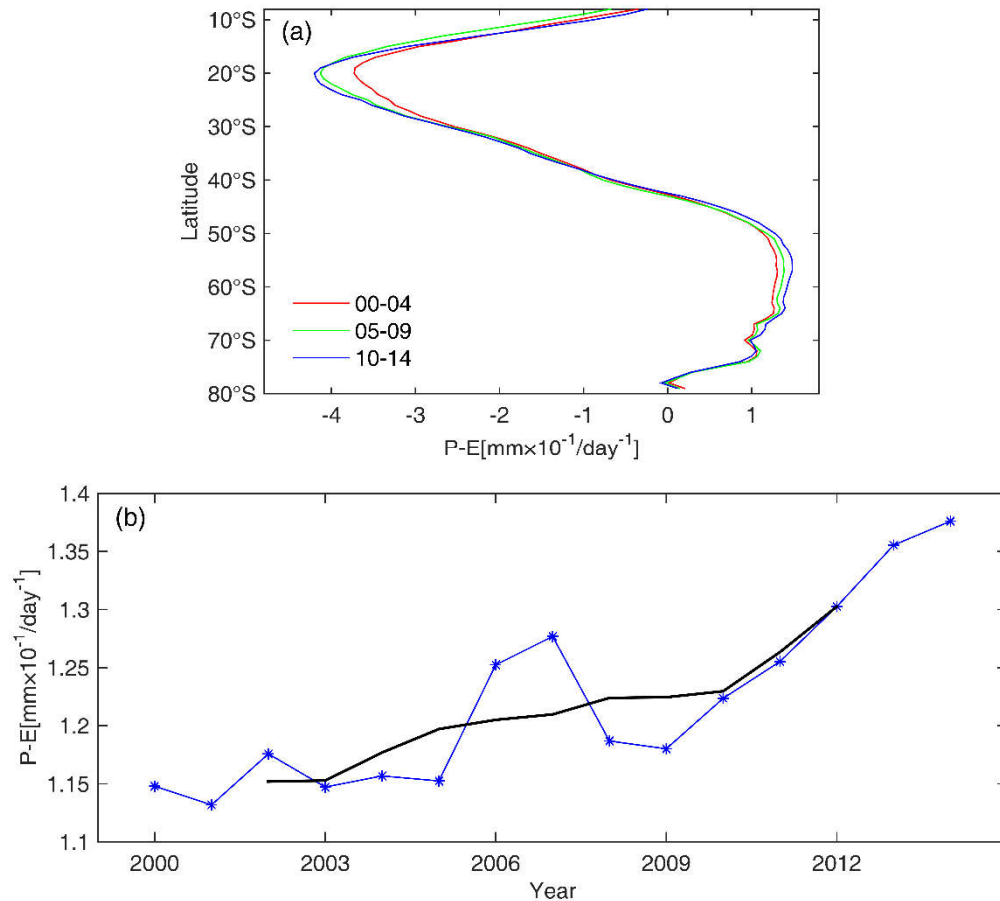 (a)
10°S
20°S
30°S
40°S
50°S
60°S
70°S
80°S
Latitude
00-04
05-09
10-14
-4 -3 -2 -1 0 1
P-E[mm×10⁻¹/day⁻¹]
(b)
1.4
1.35
1.3
1.25
1.2
1.15
1.1
P-E[mm×10⁻¹/day⁻¹]
2000 2003 2006 2009 2012
Year